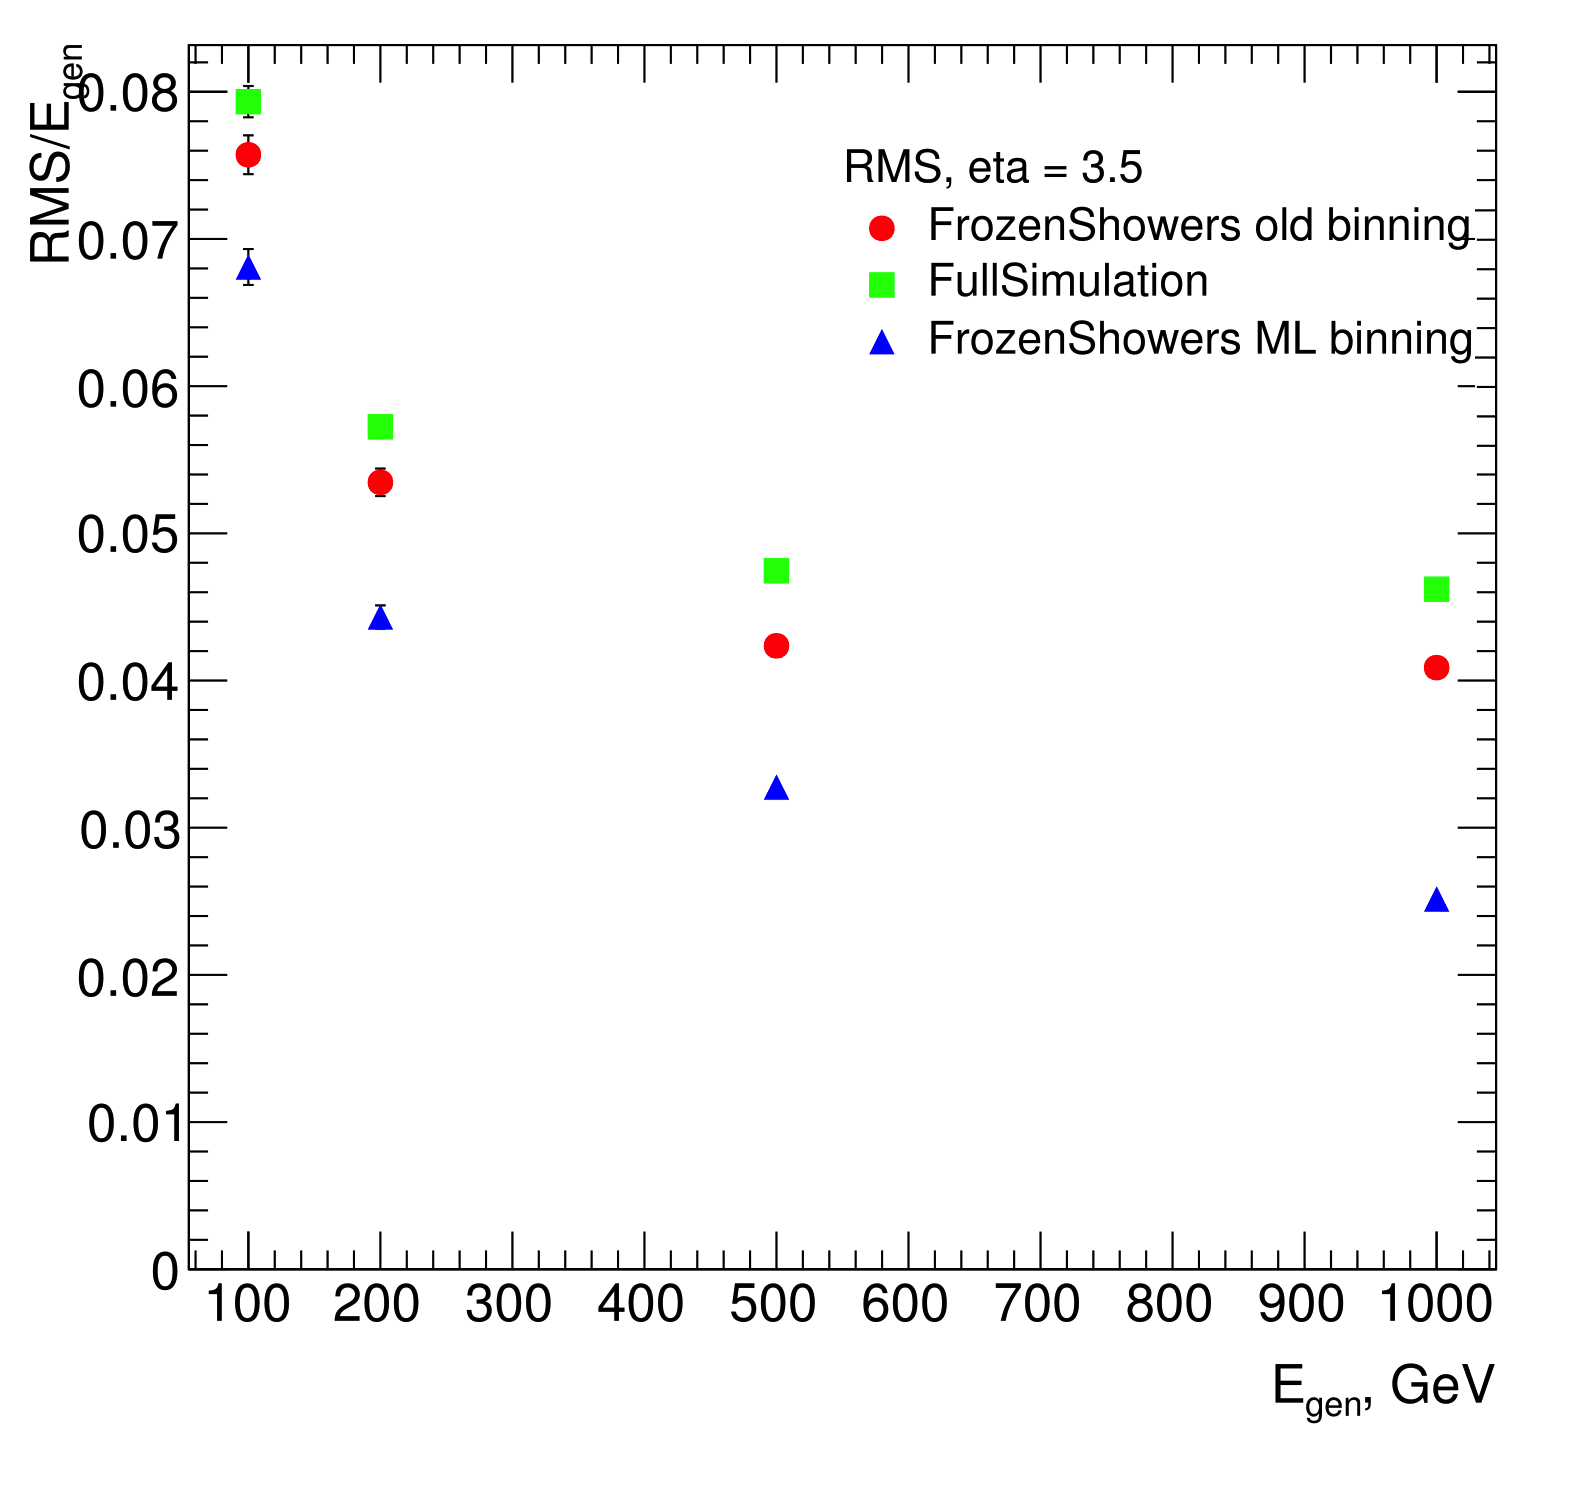 RMS/Egen
0.08
0.07
0.06
0.05
0.04
0.03
0.02
0.01
0
RMS, eta = 3.5
FrozenShowers old binning
FullSimulation
FrozenShowers ML binning
100 200 300 400 500 600 700 800 900 1000
Egen, GeV